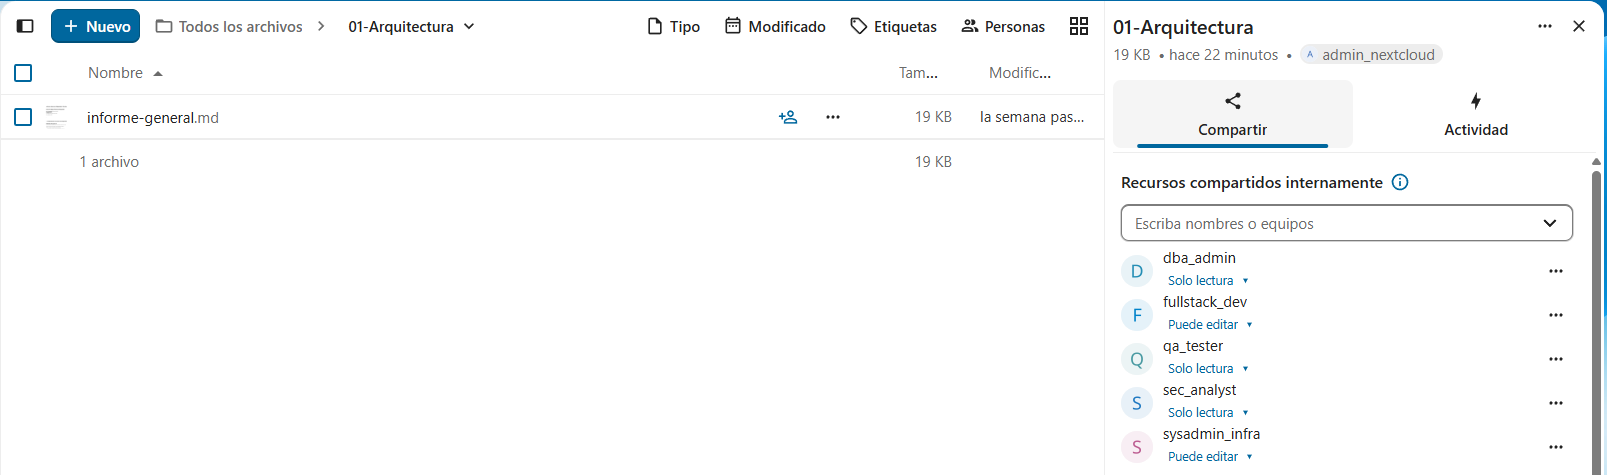 Nuevo
Todos los archivos
01-Arquitectura
Tipo
Modificado
Etiquetas
Personas
Nombre
Tam...
Modific...
informe-general.md
19 KB
la semana pas...
1 archivo
19 KB
01-Arquitectura
19 KB • hace 22 minutos • A admin_nextcloud
Compartir
Actividad
Recursos compartidos internamente
Escriba nombres o equipos
D
dba_admin
Solo lectura
F
fullstack_dev
Puede editar
Q
qa_tester
Solo lectura
S
sec_analyst
Solo lectura
S
sysadmin_infra
Puede editar